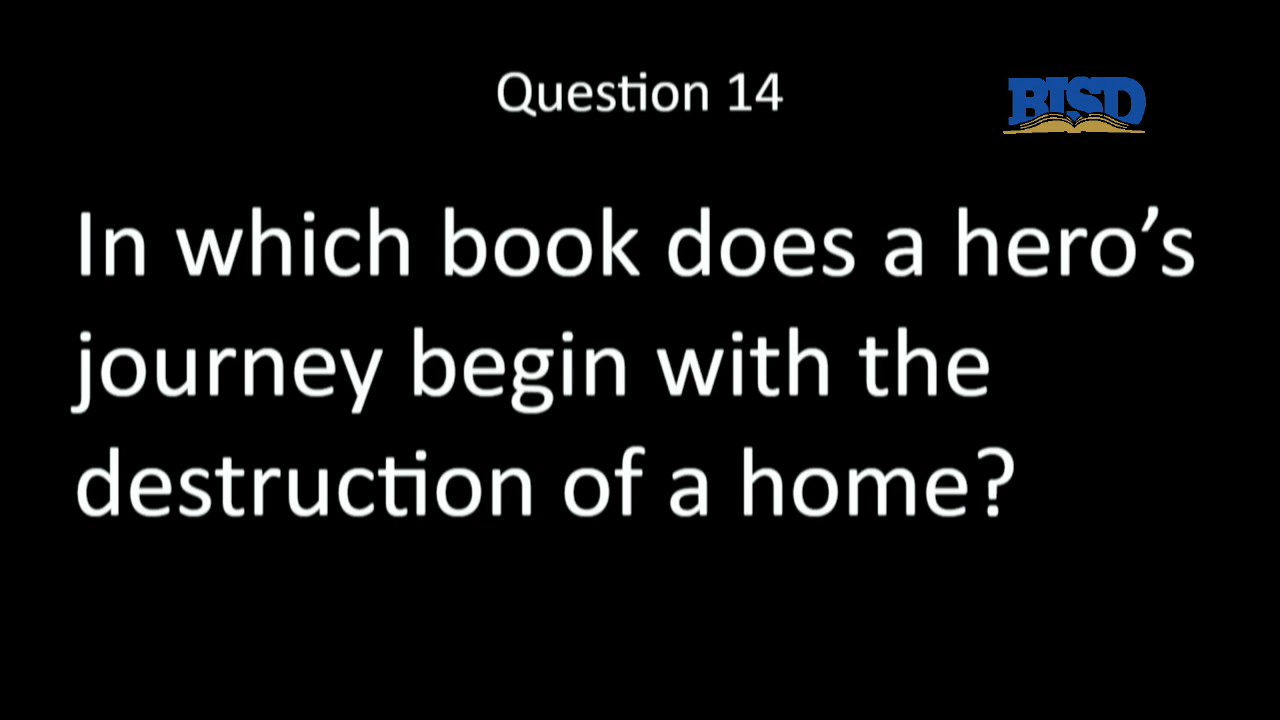 Question 14
BISD
In which book does a hero’s
journey begin with the
destruction of a home?